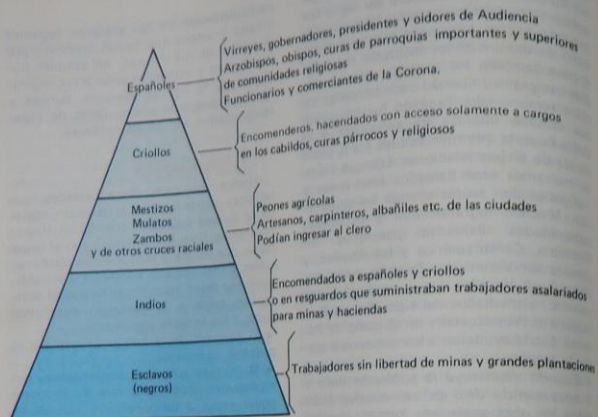 Españoles
Virreyes, gobernadores, presidentes y oidores de Audiencia
Arzobispos, obispos, curas de parroquias importantes y superiores
de comunidades religiosas
Funcionarios y comerciantes de la Corona.
Criollos
Encomenderos, hacendados con acceso solamente a cargos
en los cabildos, curas párrocos y religiosos
Mestizos
Mulatos
Zambos
y de otros cruces raciales
Peones agrícolas
Artesanos, carpinteros, albañiles etc. de las ciudades
Podían ingresar al clero
Indios
Encomendados a españoles y criollos
o en resguardos que suministraban trabajadores asalariados
para minas y haciendas
Esclavos
(negros)
Trabajadores sin libertad de minas y grandes plantaciones